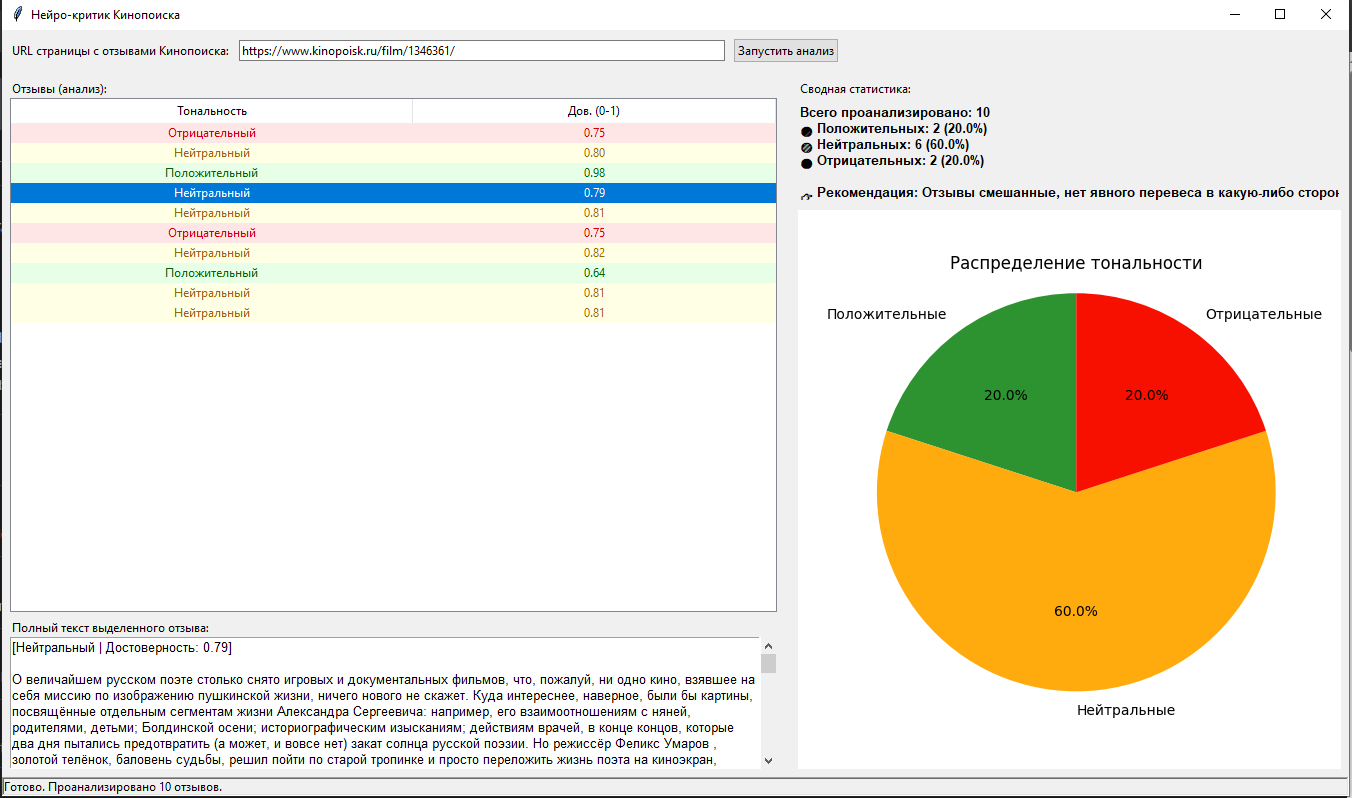 Нейро-критик Кинопоиска
URL страницы с отзывами Кинопоиска: https://www.kinopoisk.ru/film/1346361/ Запустить анализ
Отзывы (анализ):
Тональность Дов. (0-1)
Отрицательный 0.75
Нейтральный 0.80
Положительный 0.98
Нейтральный 0.79
Нейтральный 0.81
Отрицательный 0.75
Нейтральный 0.82
Положительный 0.64
Нейтральный 0.81
Нейтральный 0.81
Полный текст выделенного отзыва:
[Нейтральный | Достоверность: 0.79]
О величайшем русском поэте столько снято игровых и документальных фильмов, что, пожалуй, ни одно кино, взявшее на
себя миссию по изображению пушкинской жизни, ничего нового не скажет. Куда интереснее, наверное, были бы картины,
посвящённые отдельным сегментам жизни Александра Сергеевича: например, его взаимоотношениям с няней,
родителями, детьми; Болдинской осени; историографическим изысканиям; действиям врачей, в конце концов, которые
два дня пытались предотвратить (а может, и вовсе нет) закат солнца русской поэзии. Но режиссёр Феликс Умаров ,
золотой телёнок, баловень судьбы, решил пойти по старой тропинке и просто переложить жизнь поэта на киноэкран,
Сводная статистика:
Всего проанализировано: 10
Положительных: 2 (20.0%)
Нейтральных: 6 (60.0%)
Отрицательных: 2 (20.0%)
Рекомендация: Отзывы смешанные, нет явного перевеса в какую-либо сторон
Распределение тональности
Положительные
Отрицательные
20.0%
20.0%
60.0%
Нейтральные
Готово. Проанализировано 10 отзывов.